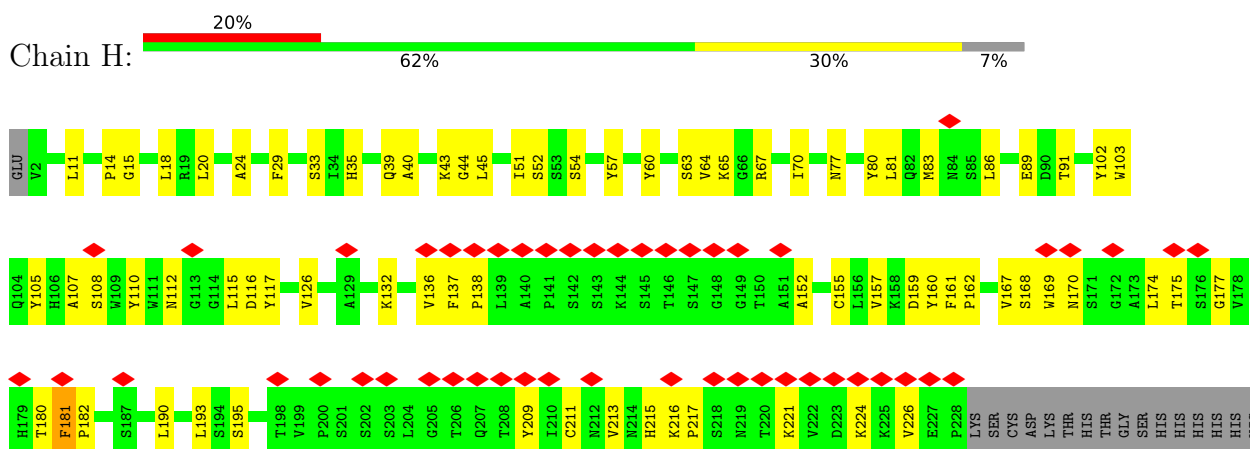 20%
Chain H:
62% 30% 7%
GLU V2 L11 P14 G15 L18 R19 L20 A24 F29 S33 I34 H35 Q39 A40 K43 G44 L45 I51 S52 S53 S54 Y57 Y60 S63 V64 K65 G66 R67 I70 N77 Y80 L81 Q82 M83 N84 S85 L86 E89 D90 T91 Y102 W103
Q104 Y105 H106 A107 S108 W109 Y110 W111 N112 G113 G114 L115 D116 Y117 V126 A129 K132 V136 F137 P138 L139 A140 P141 S142 S143 K144 S145 T146 S147 G148 G149 T150 A151 A152 C155 L156 V157 K158 D159 Y160 F161 P162 V167 S168 W169 N170 S171 G172 A173 L174 T175 S176 G177 V178
H179 T180 F181 P182 S187 L190 L193 S194 S195 T198 V199 P200 S201 S202 S203 L204 G205 T206 Q207 T208 Y209 I210 C211 N212 V213 N214 H215 K216 P217 S218 N219 T220 K221 V222 D223 K224 K225 V226 E227 P228 LYS SER CYS ASP LYS THR HIS THR GLY SER HIS HIS HIS HIS HIS